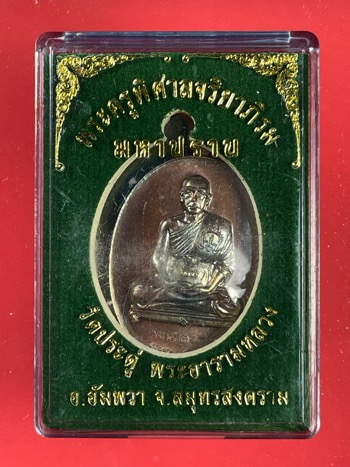 พระครูพิศาลจริยาภิรม
มหาปราบ
วัดประดู่ พระอารามหลวง
อ.อัมพวา จ.สมุทรสงคราม